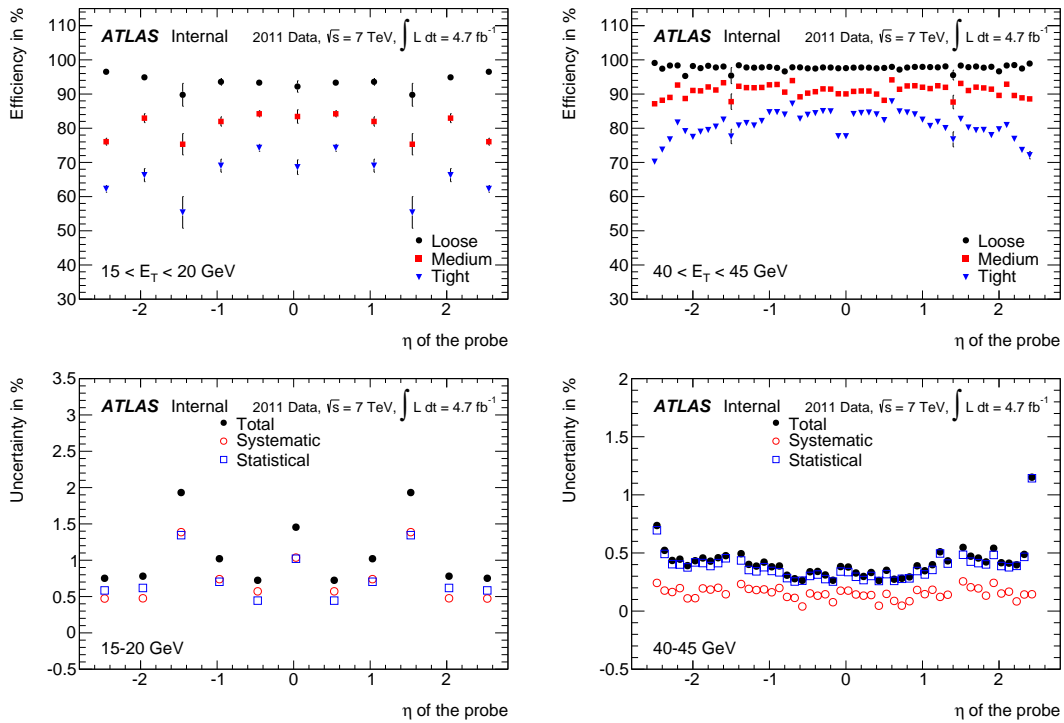 Efficiency in %
110
100
90
80
70
60
50
40
30
ATLAS Internal
2011 Data, √s = 7 TeV, ∫ L dt = 4.7 fb-1
Loose
Medium
Tight
15 < ET < 20 GeV
-2 -1 0 1 2
η of the probe
Efficiency in %
110
100
90
80
70
60
50
40
30
ATLAS Internal
2011 Data, √s = 7 TeV, ∫ L dt = 4.7 fb-1
Loose
Medium
Tight
40 < ET < 45 GeV
-2 -1 0 1 2
η of the probe
Uncertainty in %
3.5
3
2.5
2
1.5
1
0.5
0
-0.5
ATLAS Internal
2011 Data, √s = 7 TeV, ∫ L dt = 4.7 fb-1
Total
Systematic
Statistical
15-20 GeV
-2 -1 0 1 2
η of the probe
Uncertainty in %
2
1.5
1
0.5
0
-0.5
ATLAS Internal
2011 Data, √s = 7 TeV, ∫ L dt = 4.7 fb-1
Total
Systematic
Statistical
40-45 GeV
-2 -1 0 1 2
η of the probe